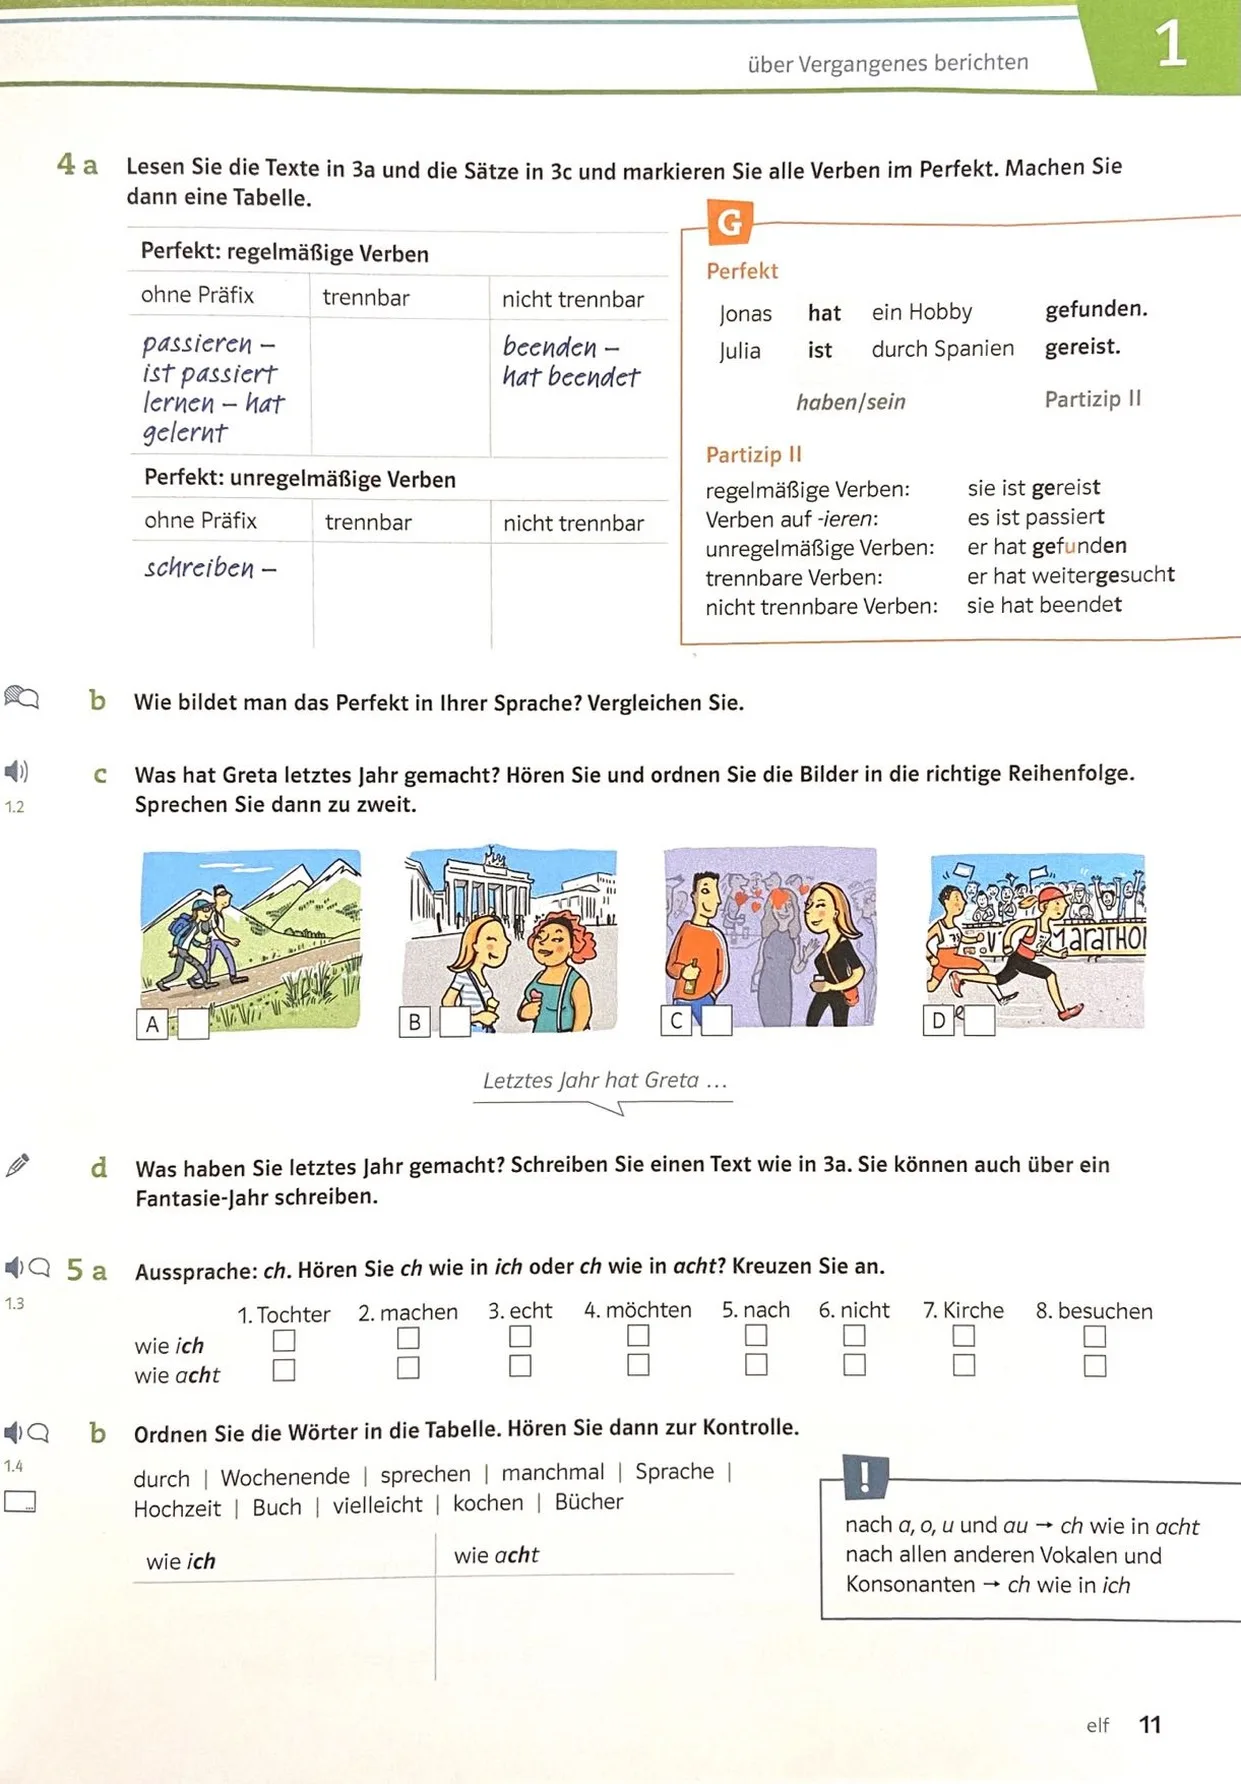 über Vergangenes berichten
1
4 a Lesen Sie die Texte in 3a und die Sätze in 3c und markieren Sie alle Verben im Perfekt. Machen Sie
dann eine Tabelle.
Perfekt: regelmäßige Verben
ohne Präfix trennbar nicht trennbar
passieren –
ist passiert
lernen – hat
gelernt
beenden –
hat beendet
Perfekt: unregelmäßige Verben
ohne Präfix trennbar nicht trennbar
schreiben –
G
Perfekt
Jonas hat ein Hobby gefunden.
Julia ist durch Spanien gereist.
haben/sein Partizip II
Partizip II
regelmäßige Verben: sie ist gereist
Verben auf -ieren: es ist passiert
unregelmäßige Verben: er hat gefunden
trennbare Verben: er hat weitergesucht
nicht trennbare Verben: sie hat beendet
b Wie bildet man das Perfekt in Ihrer Sprache? Vergleichen Sie.
1.2
c Was hat Greta letztes Jahr gemacht? Hören Sie und ordnen Sie die Bilder in die richtige Reihenfolge.
Sprechen Sie dann zu zweit.
A B C D
MARATHO
Letztes Jahr hat Greta ...
d Was haben Sie letztes Jahr gemacht? Schreiben Sie einen Text wie in 3a. Sie können auch über ein
Fantasie-Jahr schreiben.
1.3
5 a Aussprache: ch. Hören Sie ch wie in ich oder ch wie in acht? Kreuzen Sie an.
1. Tochter 2. machen 3. echt 4. möchten 5. nach 6. nicht 7. Kirche 8. besuchen
wie ich
wie acht
1.4
b Ordnen Sie die Wörter in die Tabelle. Hören Sie dann zur Kontrolle.
durch | Wochenende | sprechen | manchmal | Sprache |
Hochzeit | Buch | vielleicht | kochen | Bücher
wie ich wie acht
!
nach a, o, u und au → ch wie in acht
nach allen anderen Vokalen und
Konsonanten → ch wie in ich
elf 11